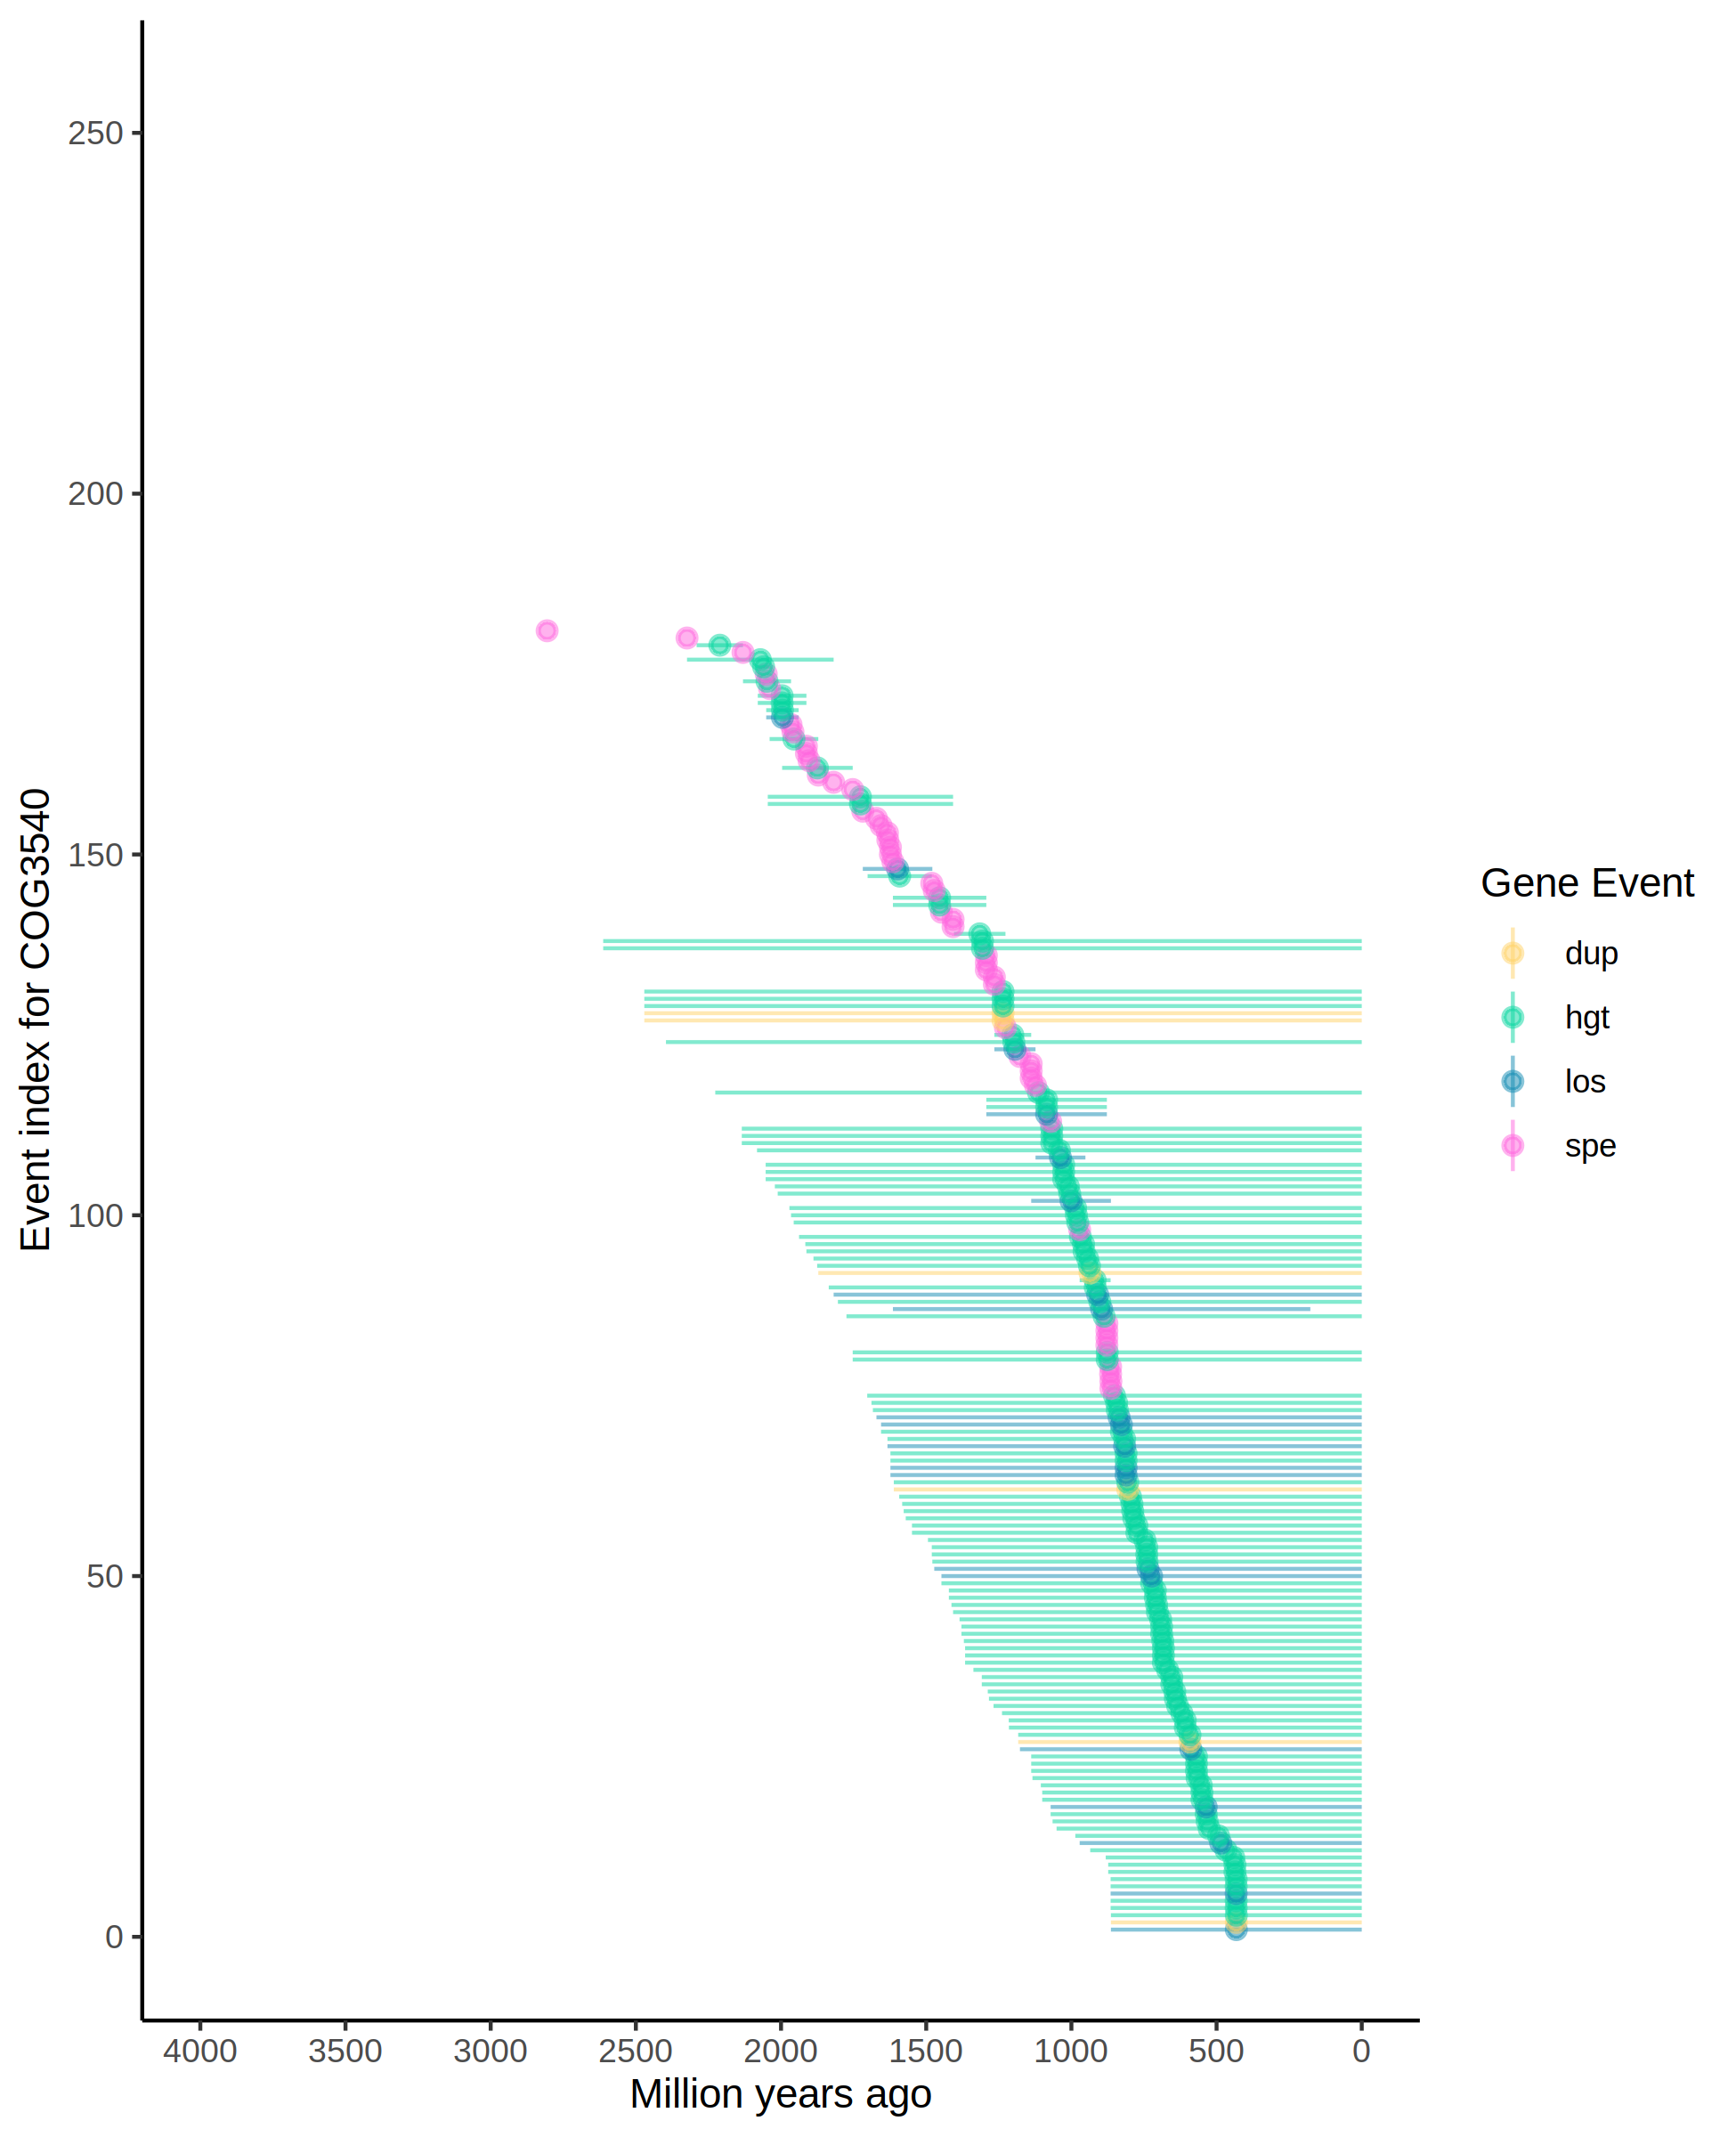 250
200
150
100
50
0
Event index for COG3540
4000 3500 3000 2500 2000 1500 1000 500 0
Million years ago
Gene Event
dup
hgt
los
spe